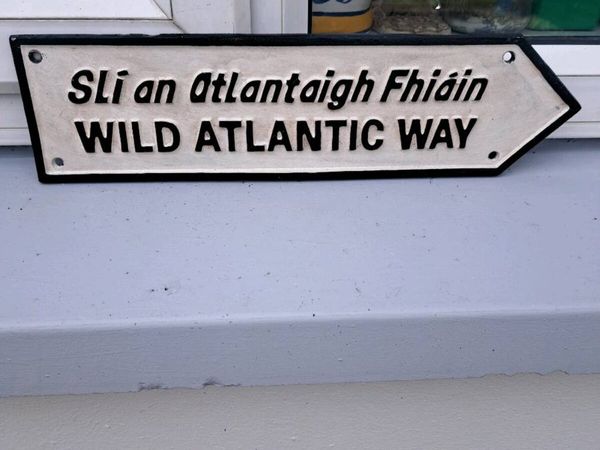 Slí an Atlantaigh Fhiáin
WILD ATLANTIC WAY